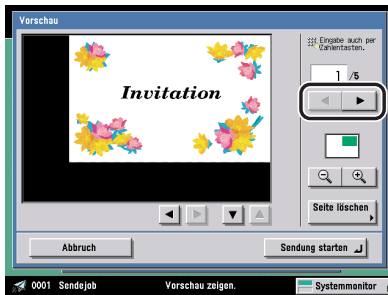 Vorschau
Eingabe auch per
Zahlentasten.
1 /5
Invitation
Seite löschen
Abbruch
Sendung starten
0001 Sendejob Vorschau zeigen. Systemmonitor